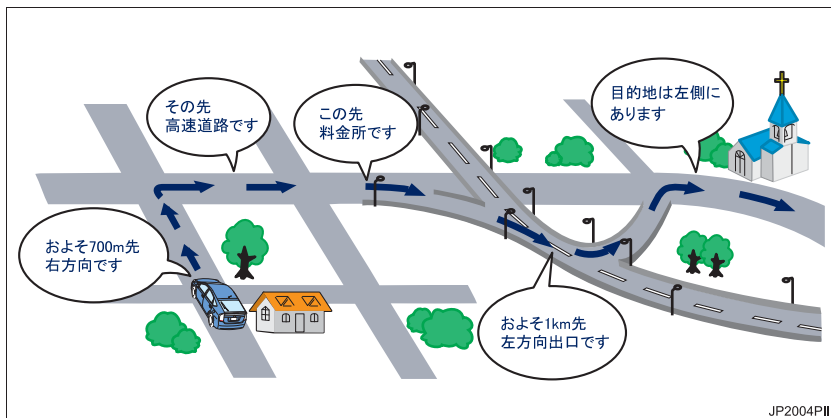 その先
高速道路です
この先
料金所です
目的地は左側に
あります
およそ700m先
右方向です
およそ1km先
左方向出口です
JP2004PⅡ